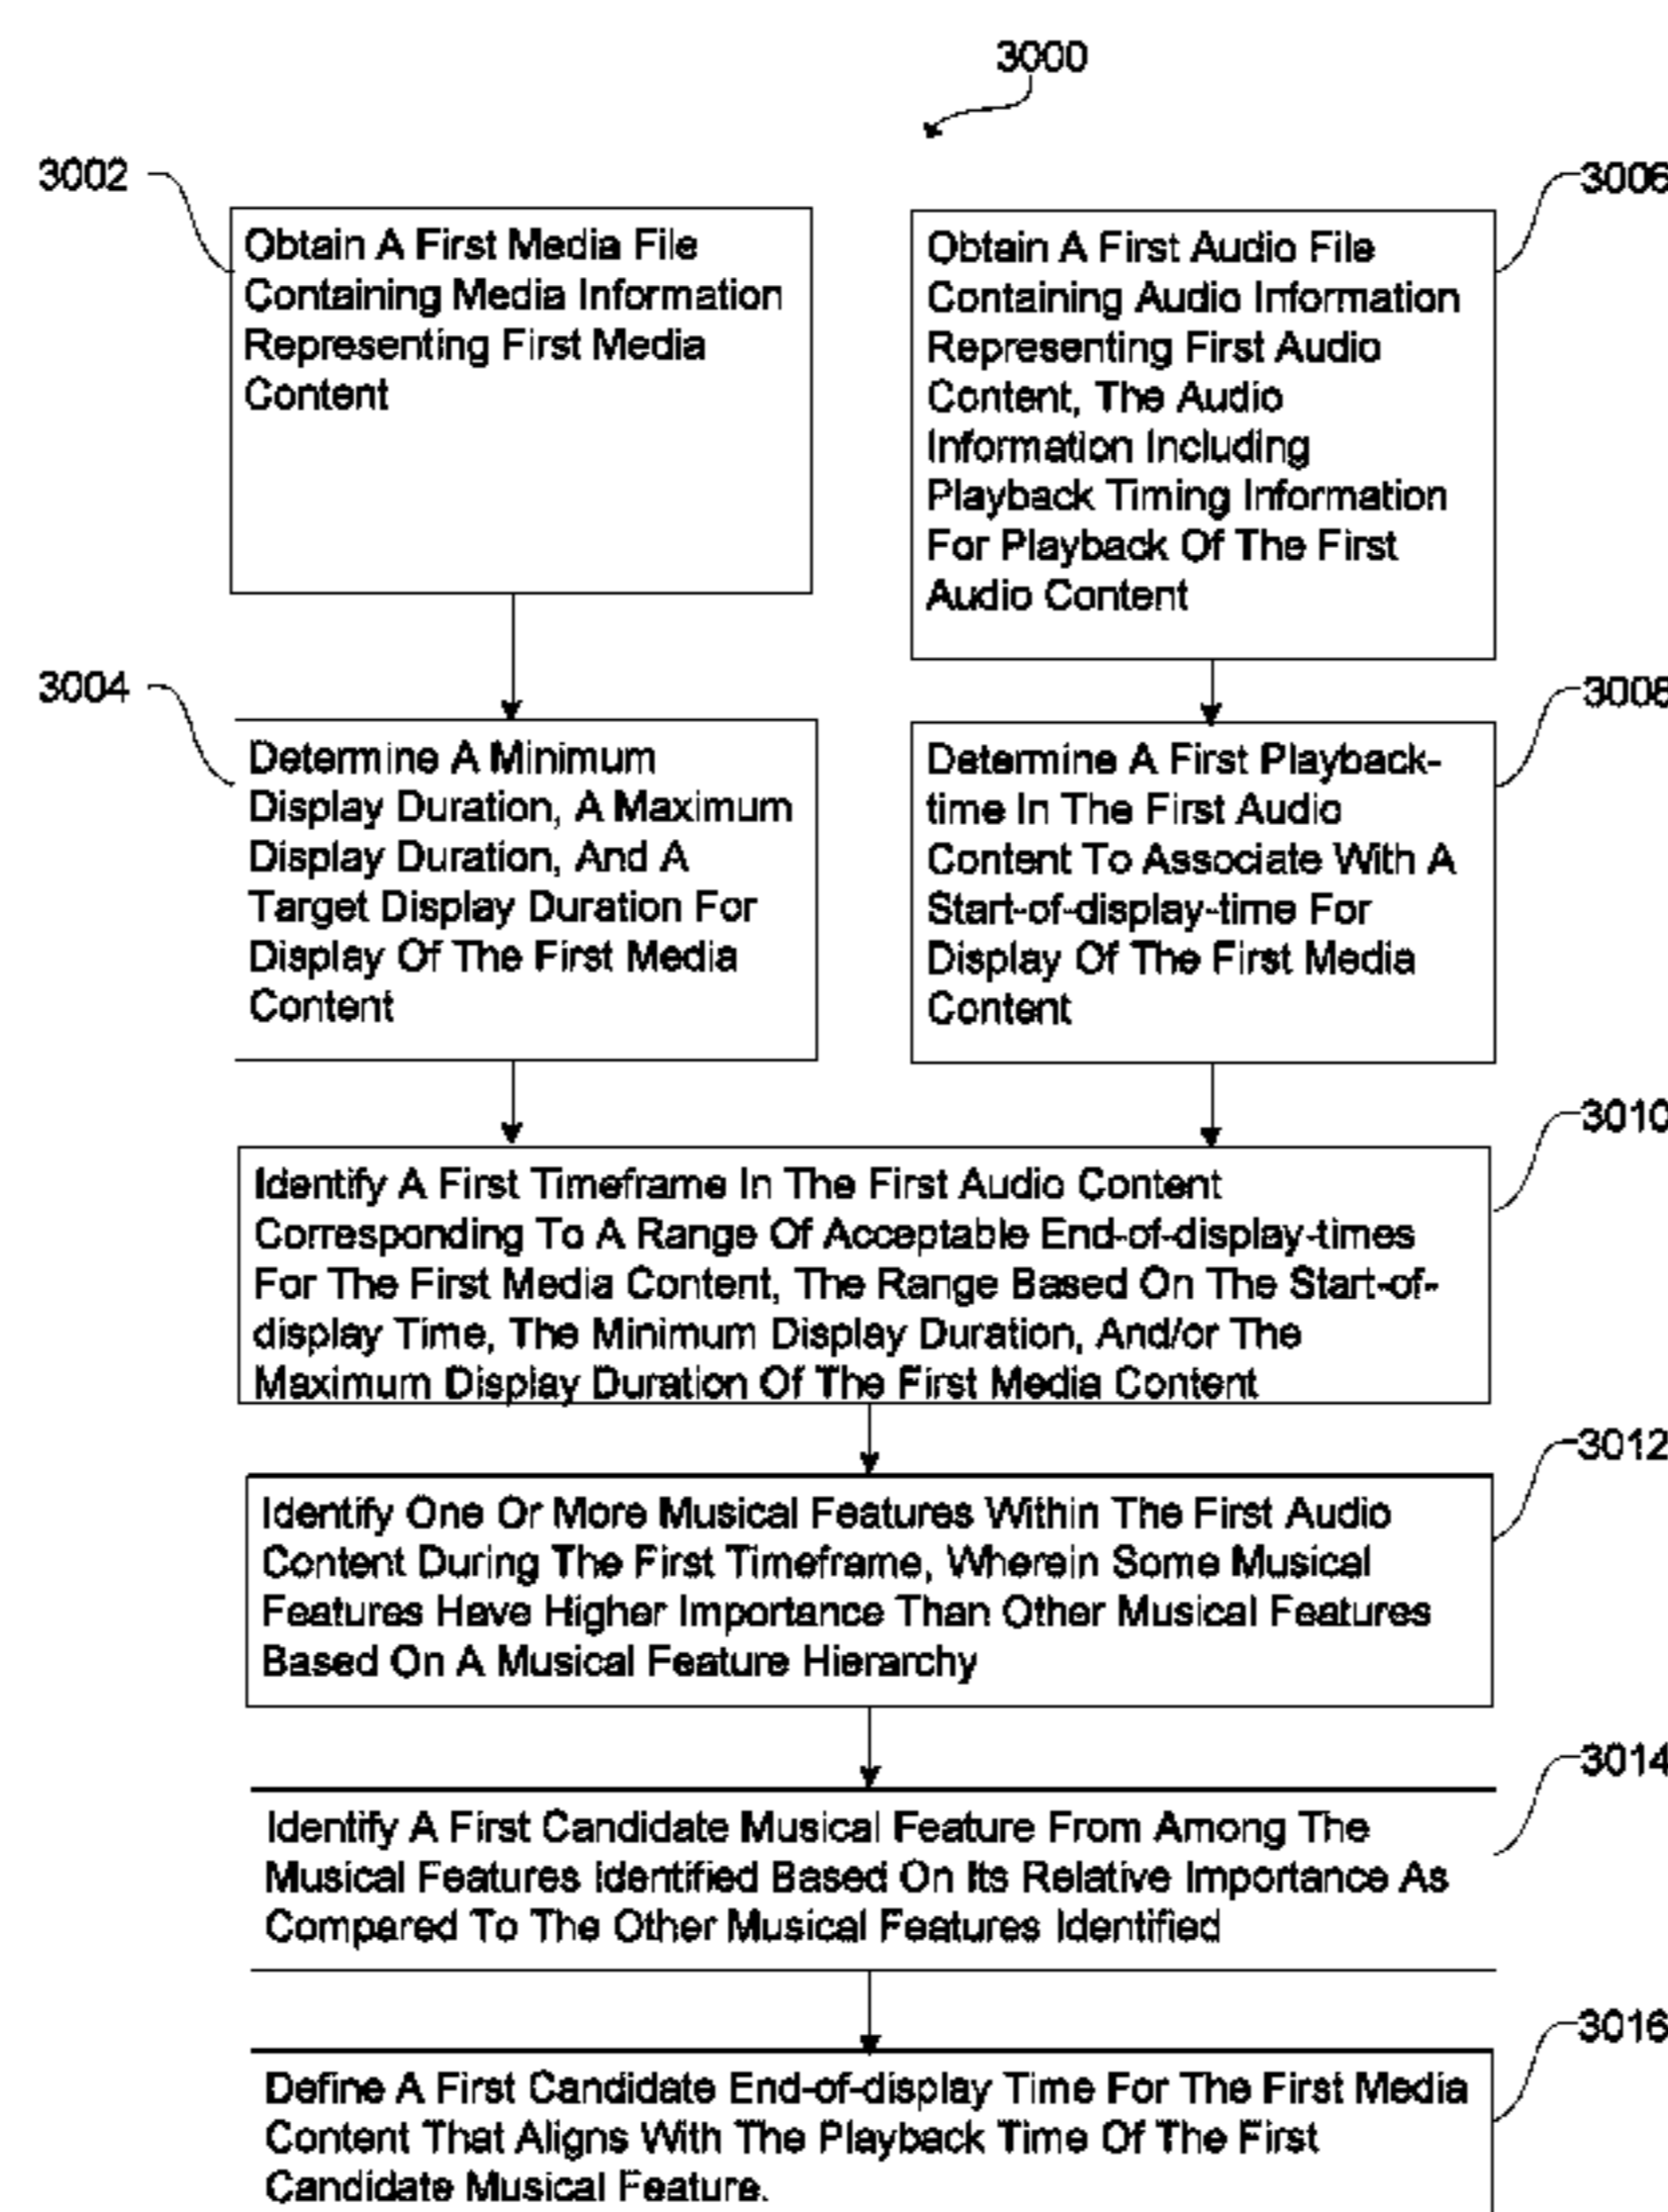 3000
3002
Obtain A First Media File
Containing Media Information
Representing First Media
Content
3006
Obtain A First Audio File
Containing Audio Information
Representing First Audio
Content, The Audio
Information Including
Playback Timing Information
For Playback Of The First
Audio Content
3004
Determine A Minimum
Display Duration, A Maximum
Display Duration, And A
Target Display Duration For
Display Of The First Media
Content
3008
Determine A First Playback-
time In The First Audio
Content To Associate With A
Start-of-display-time For
Display Of The First Media
Content
3010
Identify A First Timeframe In The First Audio Content
Corresponding To A Range Of Acceptable End-of-display-times
For The First Media Content, The Range Based On The Start-of-
display Time, The Minimum Display Duration, And/or The
Maximum Display Duration Of The First Media Content
3012
Identify One Or More Musical Features Within The First Audio
Content During The First Timeframe, Wherein Some Musical
Features Have Higher Importance Than Other Musical Features
Based On A Musical Feature Hierarchy
3014
Identify A First Candidate Musical Feature From Among The
Musical Features Identified Based On Its Relative Importance As
Compared To The Other Musical Features Identified
3016
Define A First Candidate End-of-display Time For The First Media
Content That Aligns With The Playback Time Of The First
Candidate Musical Feature.